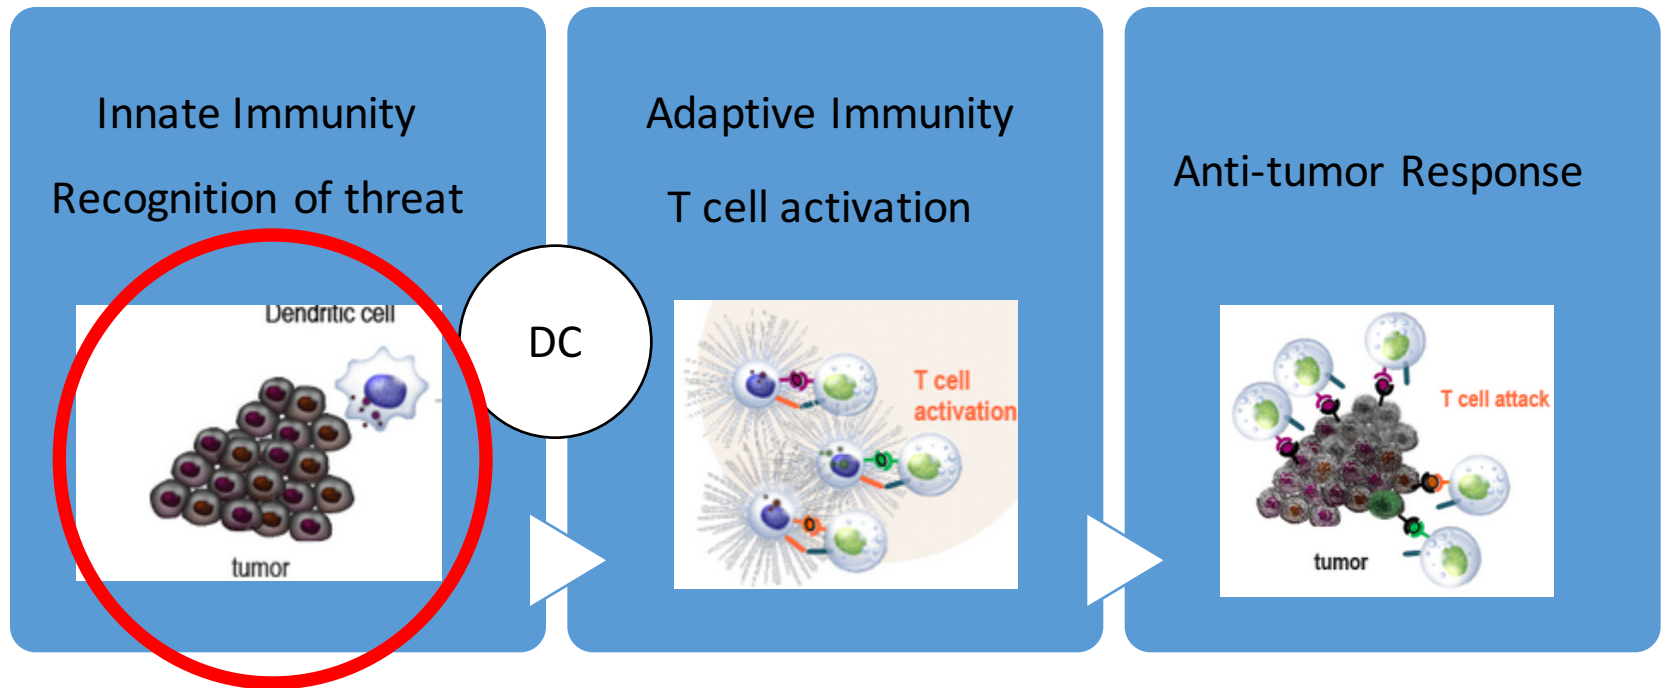 Innate Immunity
Recognition of threat
Dendritic cell
tumor
DC
Adaptive Immunity
T cell activation
T cell
activation
Anti-tumor Response
T cell attack
tumor